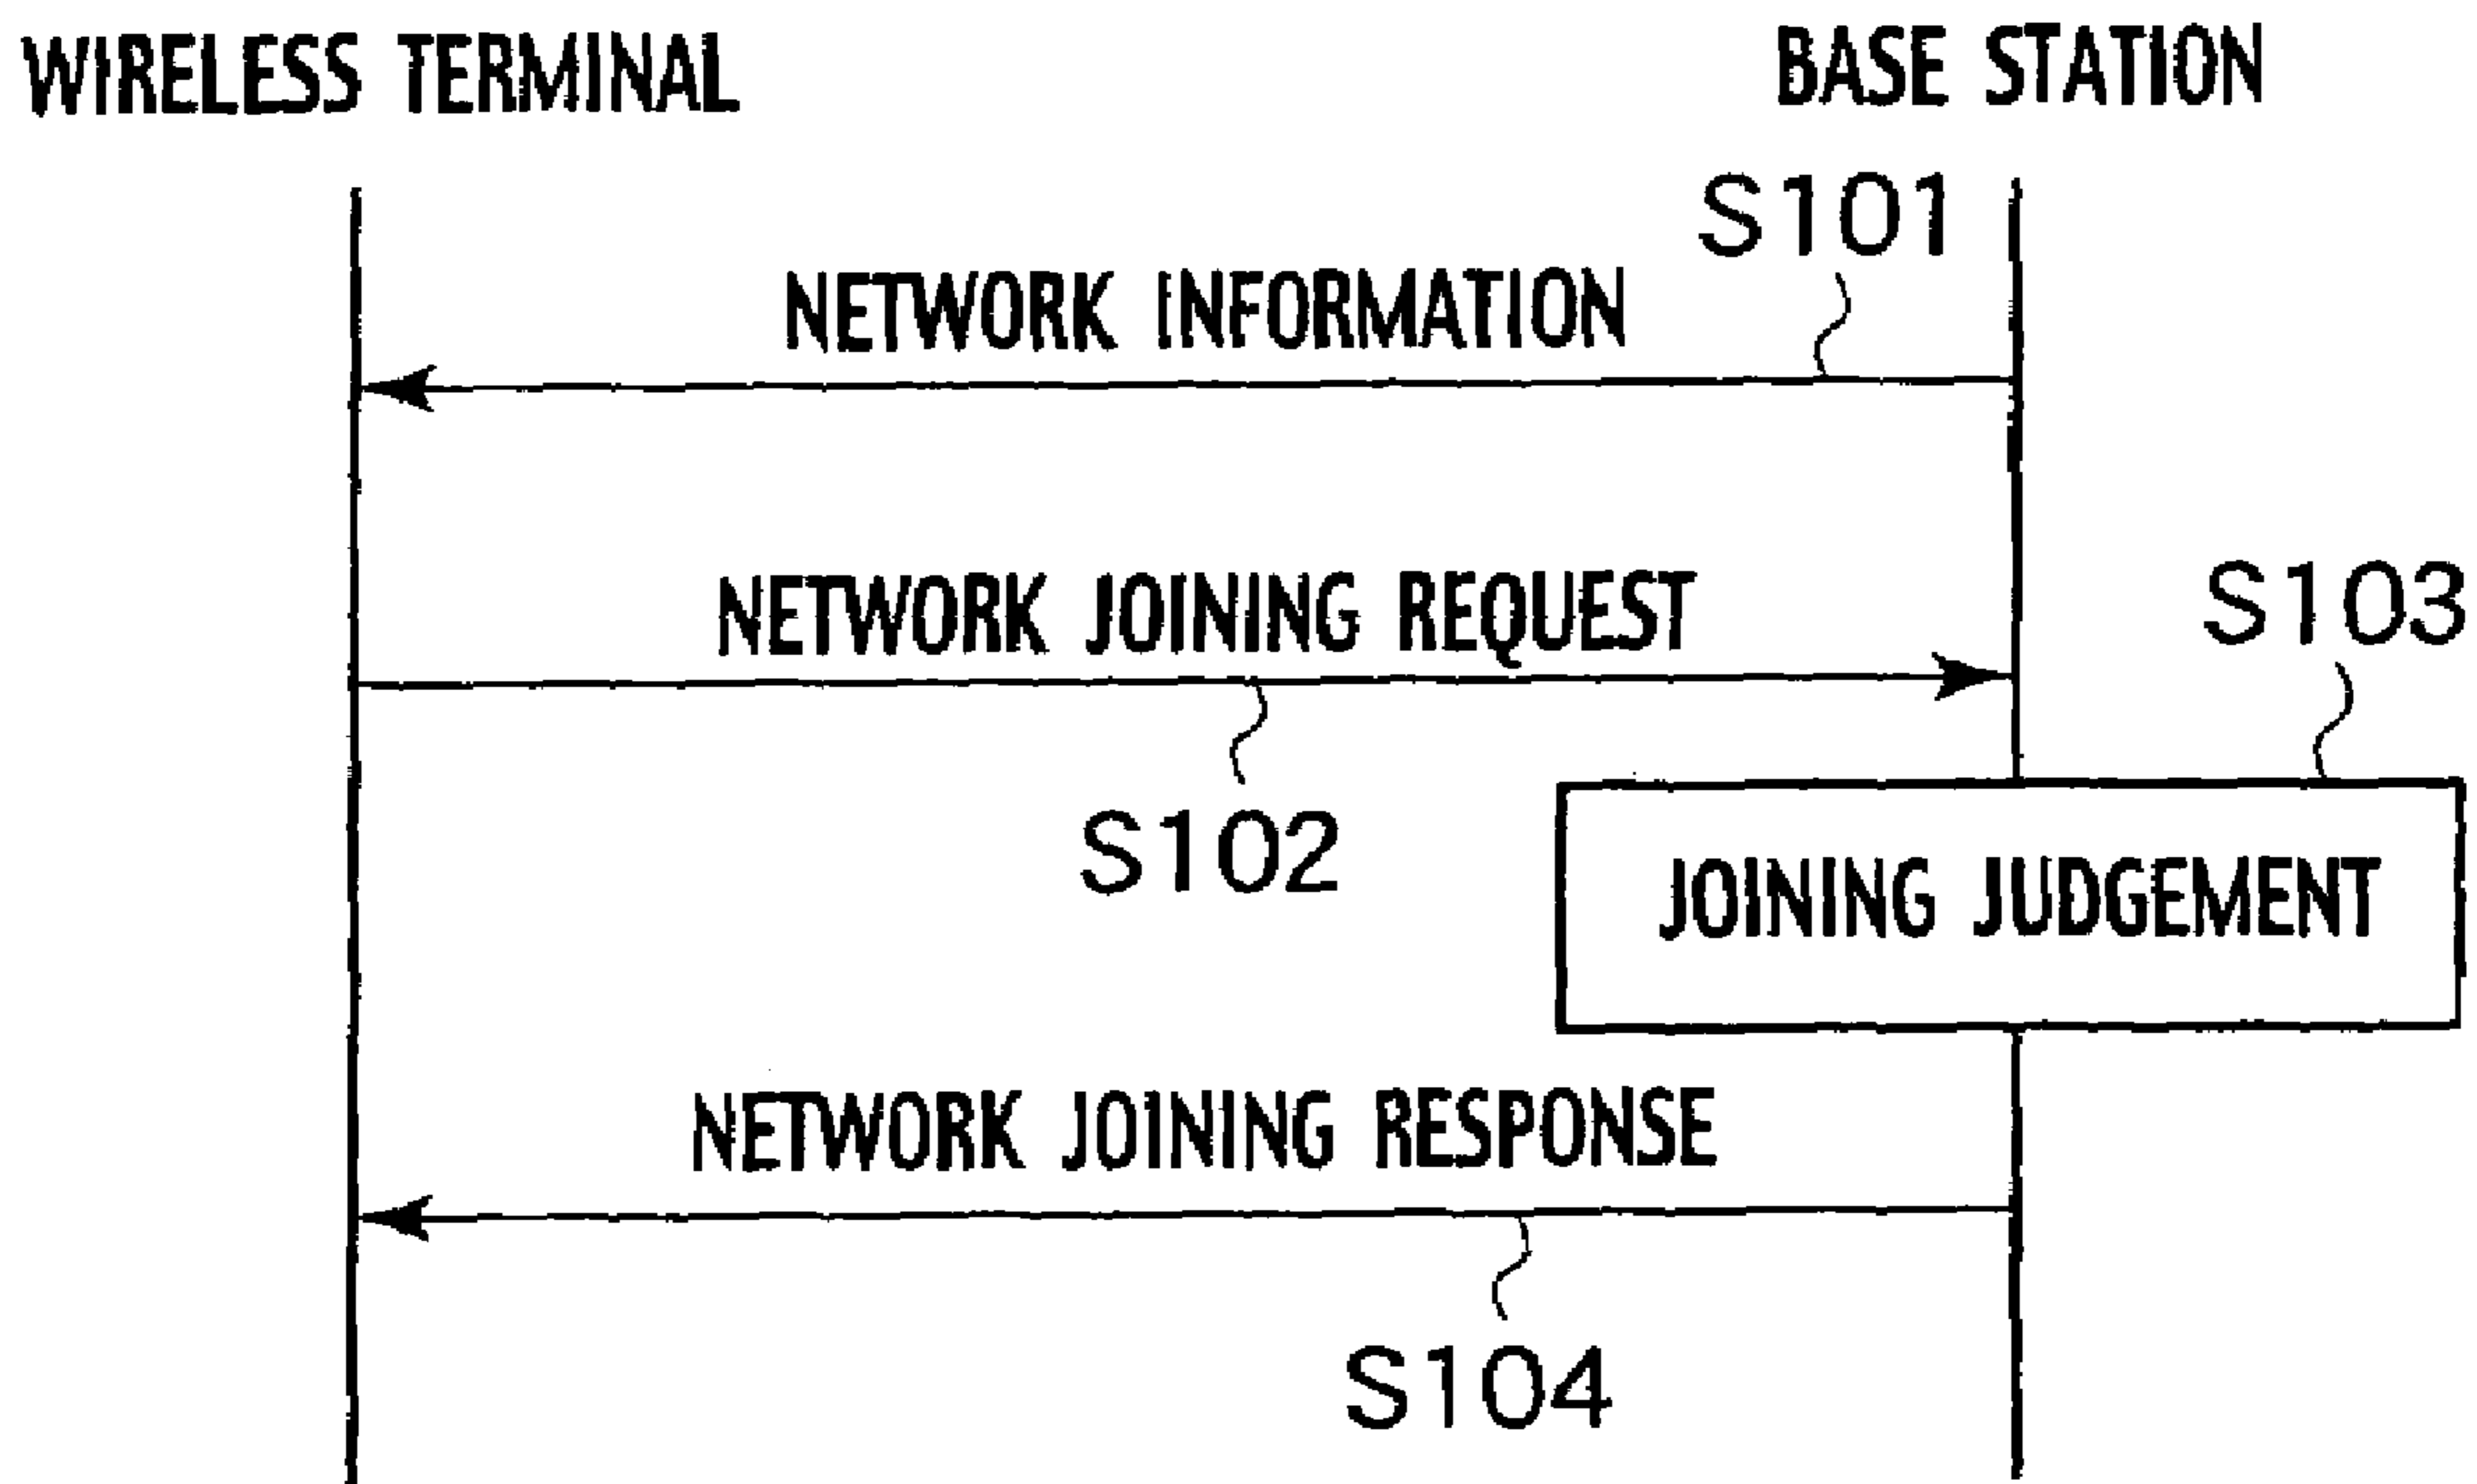 WIRELESS TERMINAL
BASE STATION
S101
NETWORK INFORMATION
NETWORK JOINING REQUEST
S103
S102
JOINING JUDGEMENT
NETWORK JOINING RESPONSE
S104